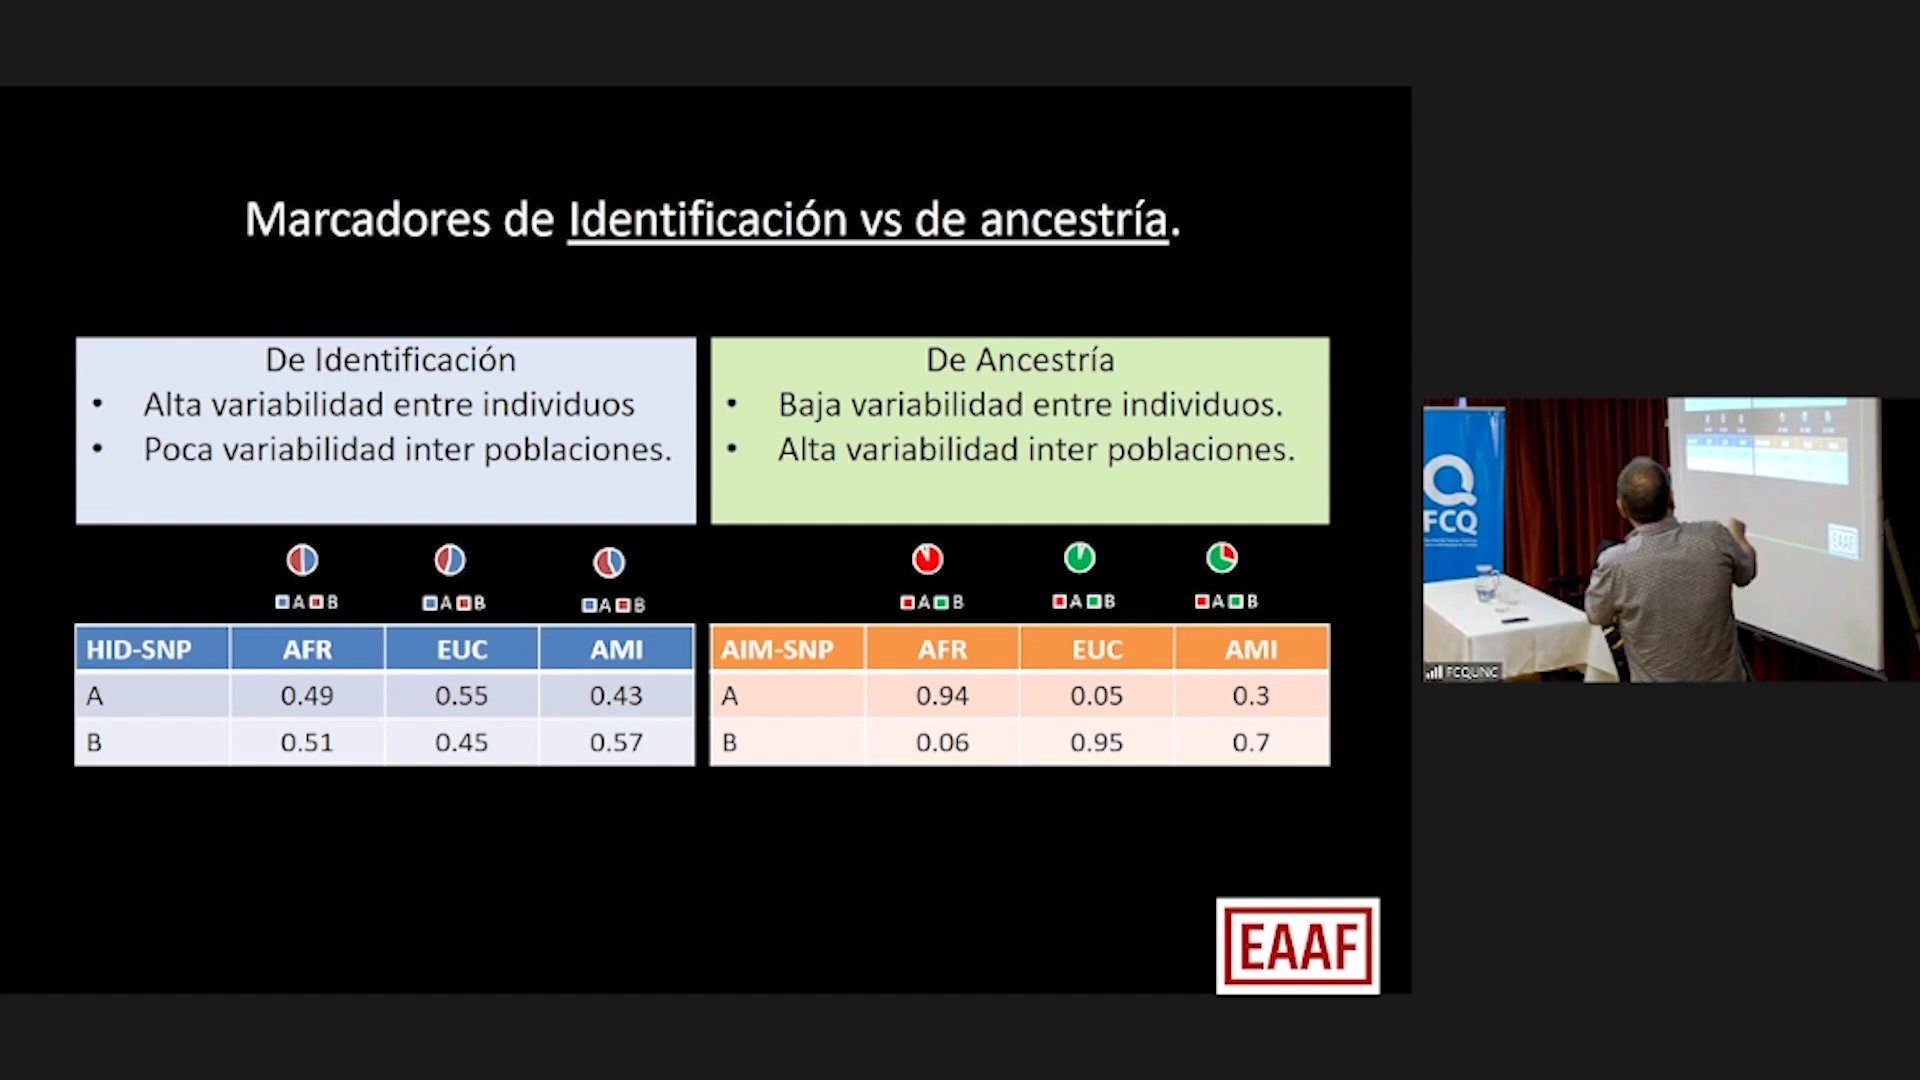 Marcadores de Identificación vs de ancestría.
De Identificación
• Alta variabilidad entre individuos
• Poca variabilidad inter poblaciones.
De Ancestría
• Baja variabilidad entre individuos.
• Alta variabilidad inter poblaciones.
A B A B A B
A B A B A B
HID-SNP AFR EUC AMI
A 0.49 0.55 0.43
B 0.51 0.45 0.57
AIM-SNP AFR EUC AMI
A 0.94 0.05 0.3
B 0.06 0.95 0.7
EAAF
FCQ
EAAF
FCQUNC